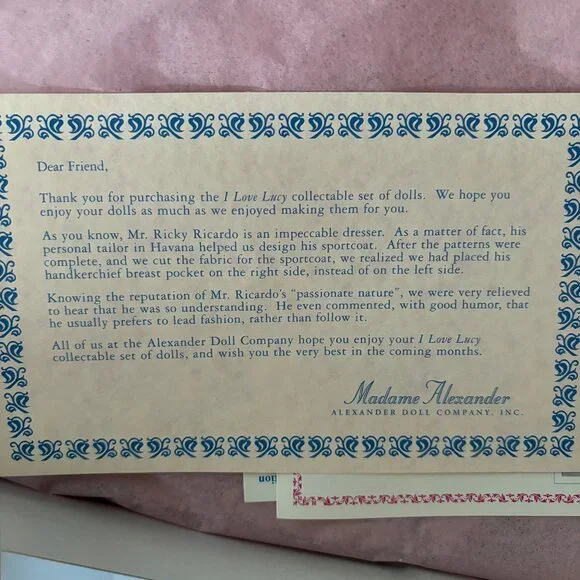 Dear Friend,
Thank you for purchasing the I Love Lucy collectable set of dolls. We hope you
enjoy your dolls as much as we enjoyed making them for you.
As you know, Mr. Ricky Ricardo is an impeccable dresser. As a matter of fact, his
personal tailor in Havana helped us design his sportcoat. After the patterns were
complete, and we cut the fabric for the sportcoat, we realized we had placed his
handkerchief breast pocket on the right side, instead of on the left side.
Knowing the reputation of Mr. Ricardo's "passionate nature", we were very relieved
to hear that he was so understanding. He even commented, with good humor, that
he usually prefers to lead fashion, rather than follow it.
All of us at the Alexander Doll Company hope you enjoy your I Love Lucy
collectable set of dolls, and wish you the very best in the coming months.
Madame Alexander
ALEXANDER DOLL COMPANY, INC.